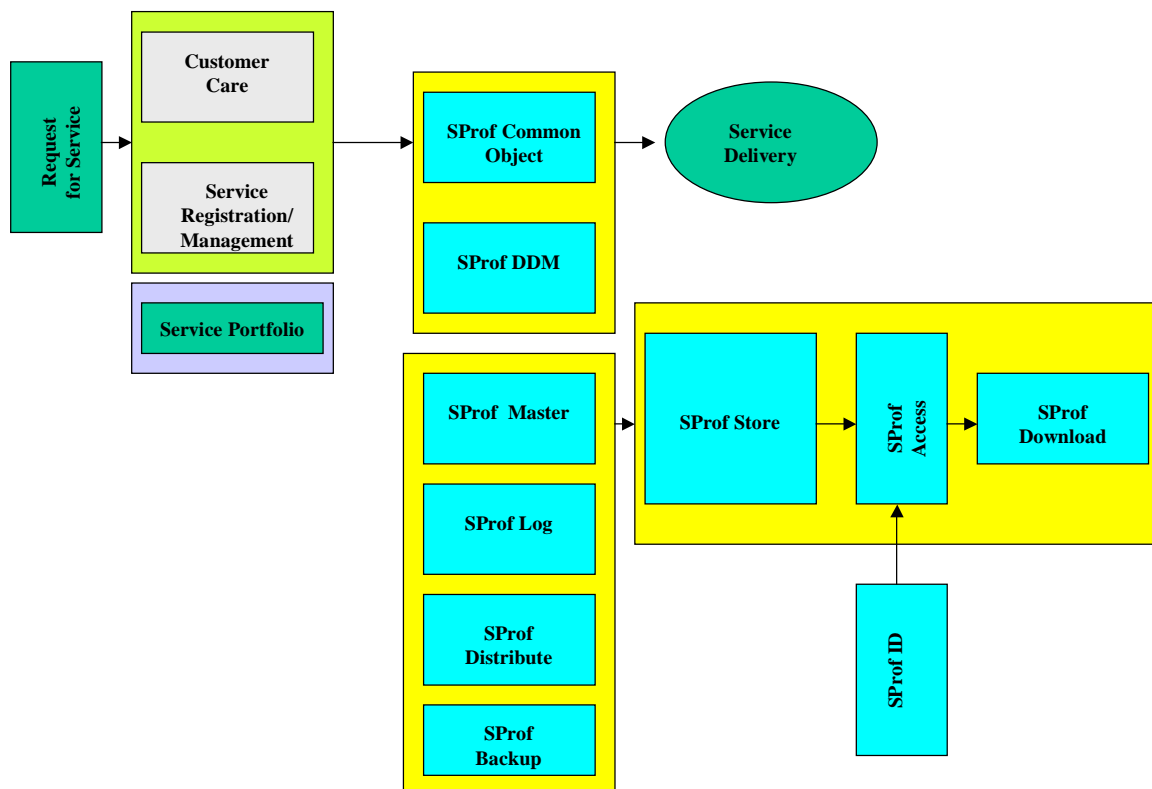 Request
for Service
Customer
Care
Service
Registration/
Management
Service Portfolio
SProf Common
Object
SProf DDM
Service
Delivery
SProf Master
SProf Log
SProf
Distribute
SProf
Backup
SProf Store
SProf
Access
SProf
Download
SProf ID